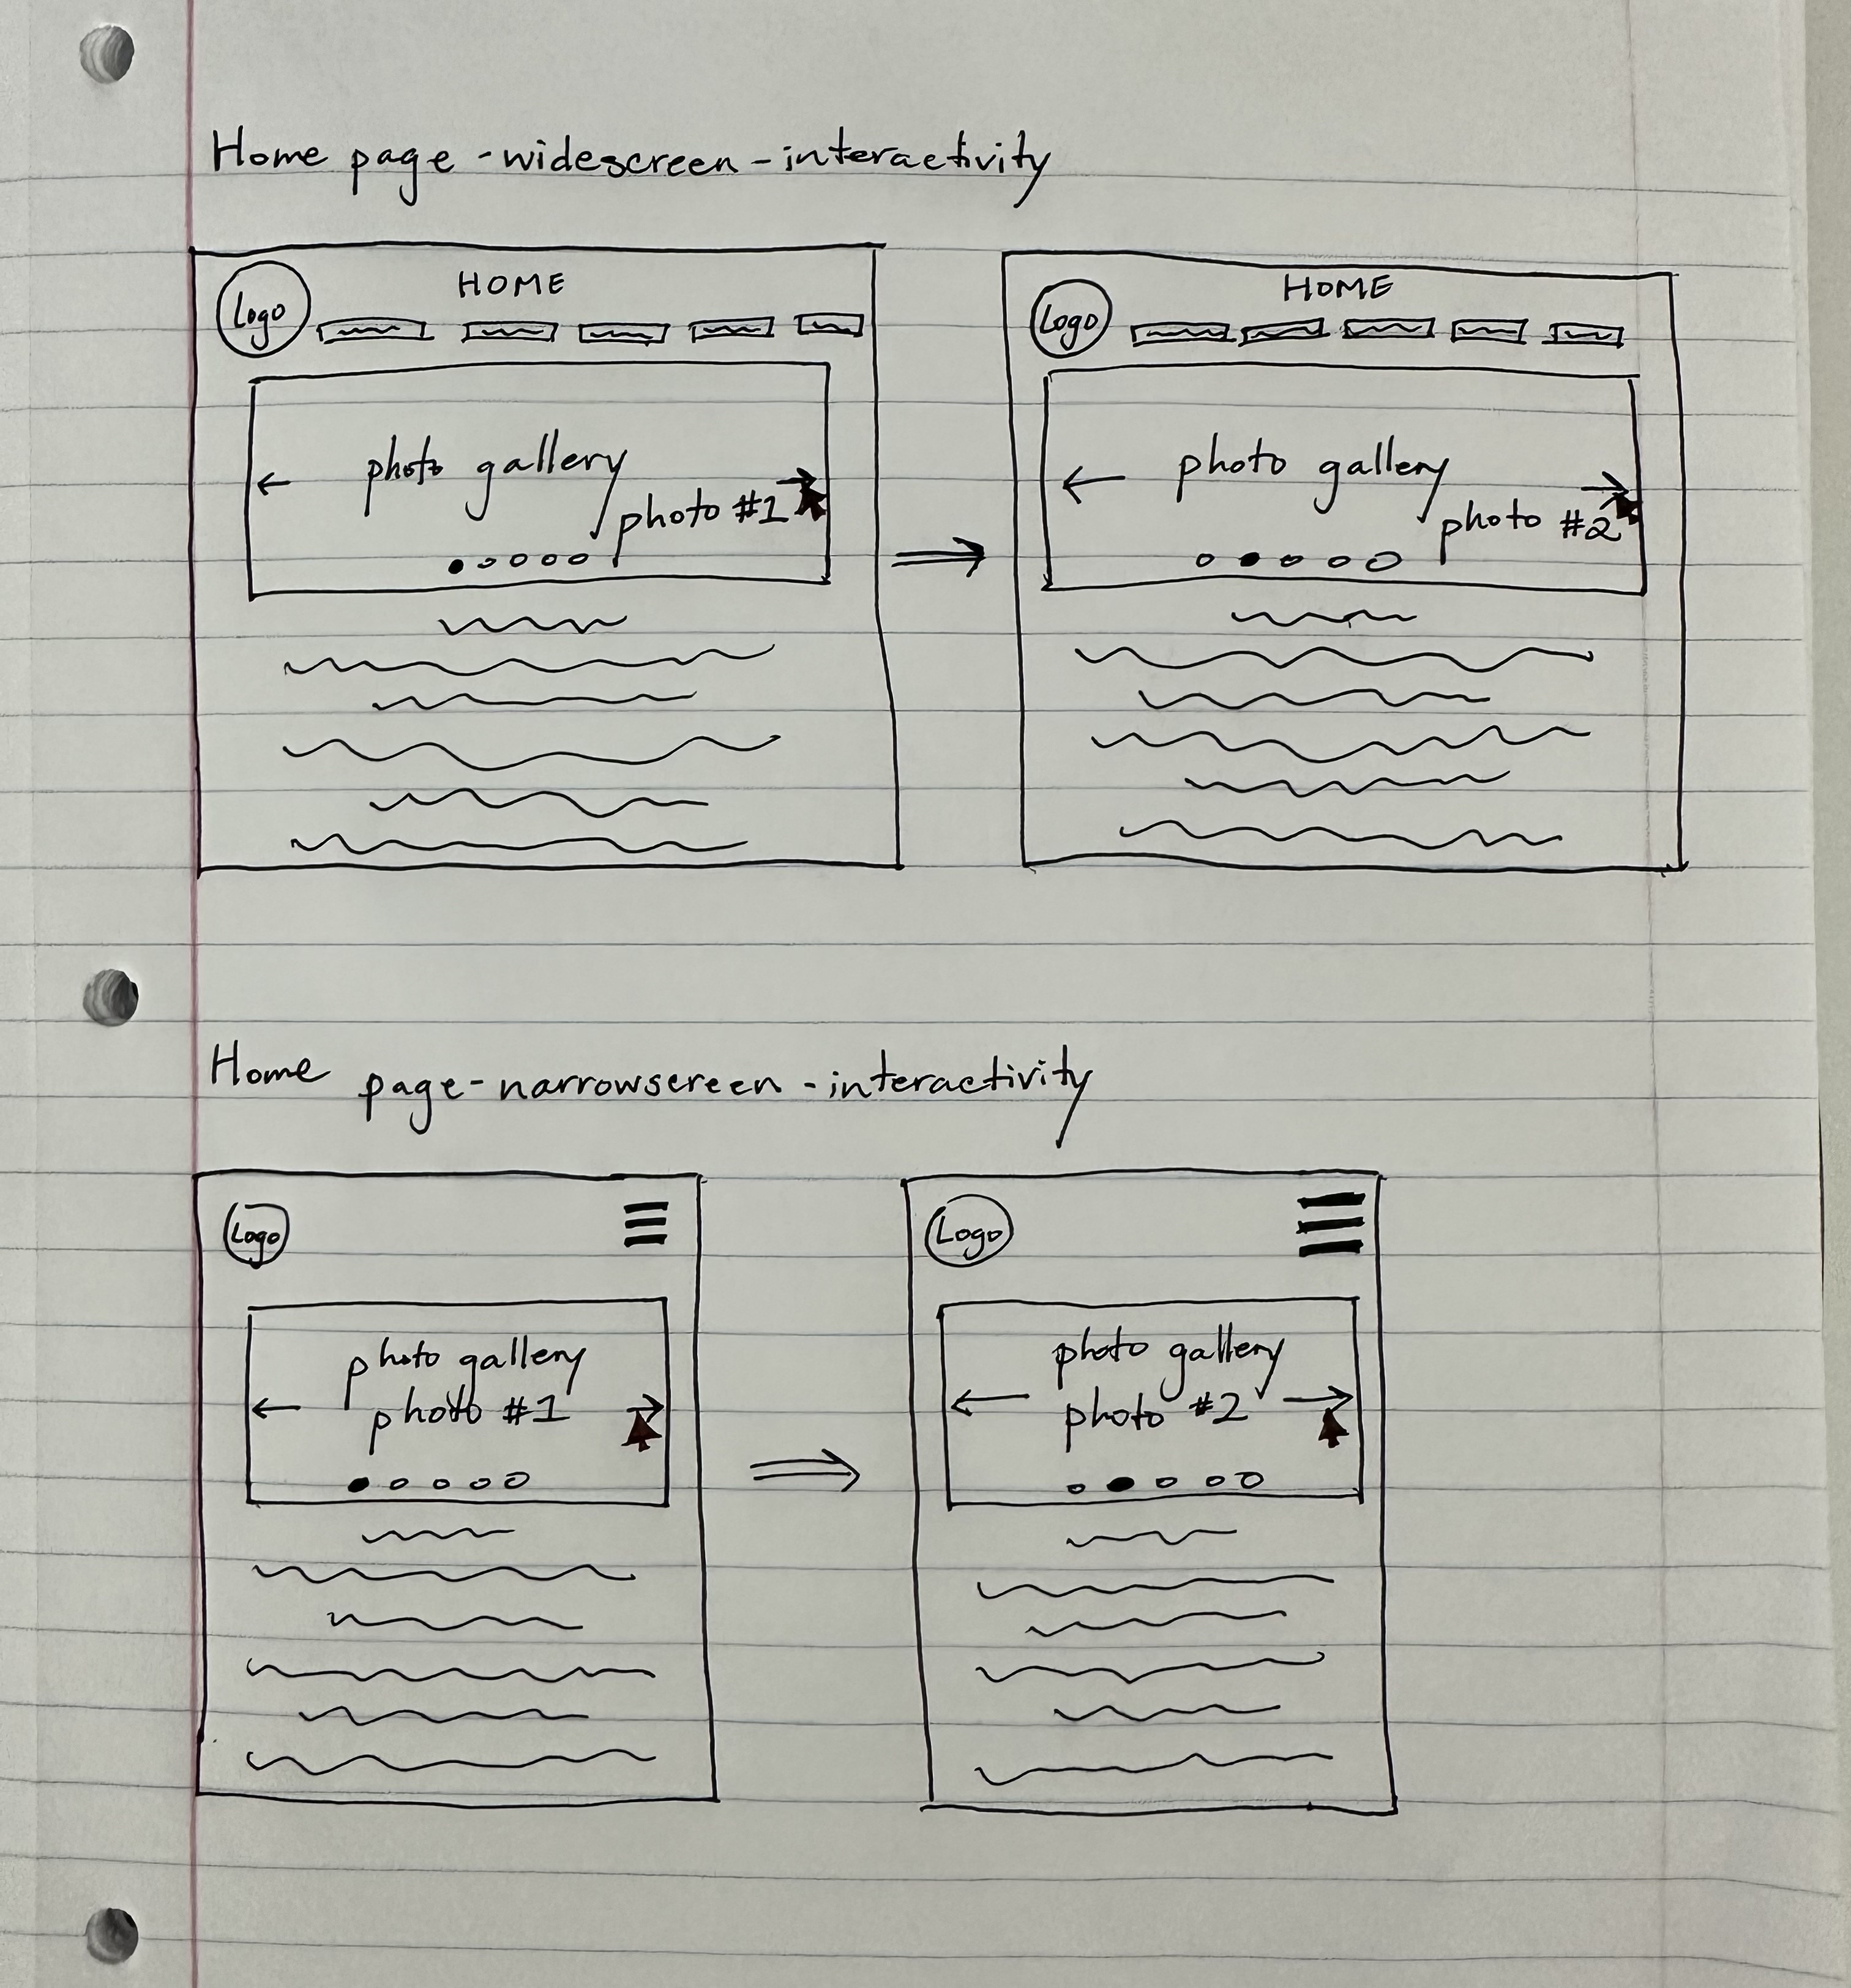 Home page - widescreen - interactivity
HOME
Logo
photo gallery
photo #1
HOME
Logo
photo gallery
photo #2
Home page - narrowscreen - interactivity
Logo
photo gallery
photo #1
Logo
photo gallery
photo #2